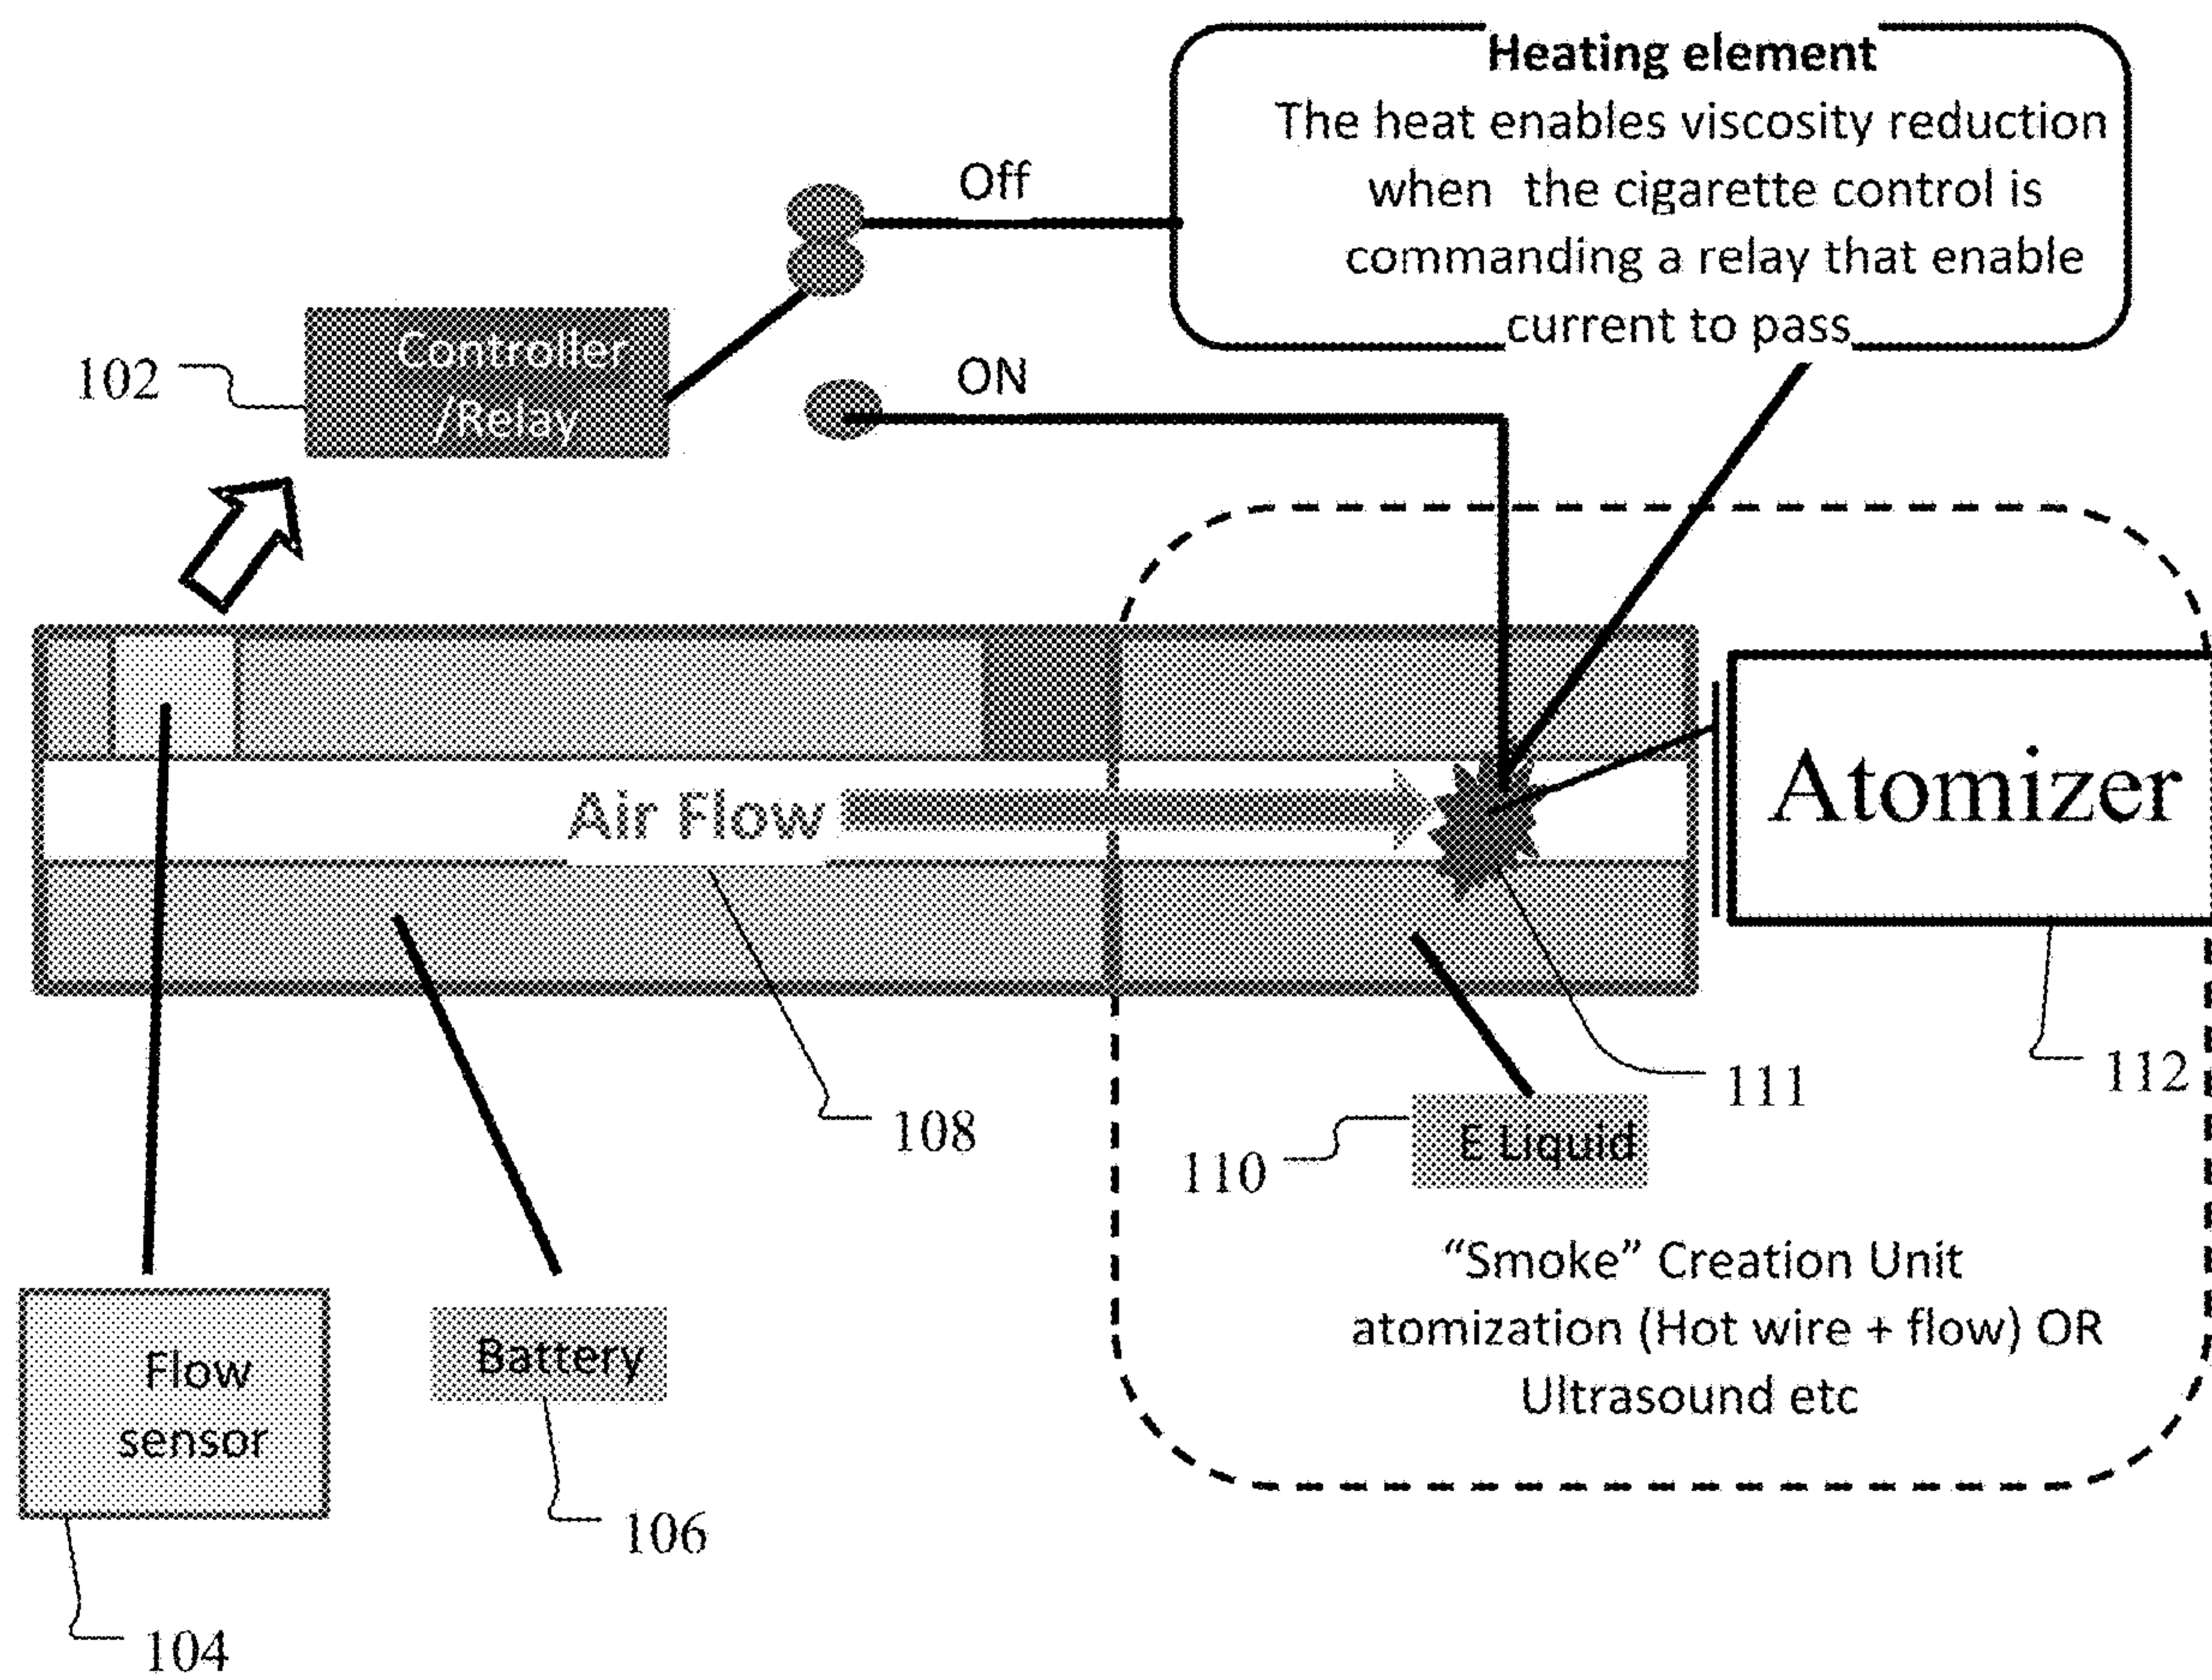 Heating element
The heat enables viscosity reduction
when the cigarette control is
commanding a relay that enable
current to pass
Off
Controller
/Relay
102
ON
Atomizer
Air Flow
112
111
108
E Liquid
110
"Smoke" Creation Unit
atomization (Hot wire + flow) OR
Ultrasound etc
Flow
sensor
Battery
106
104